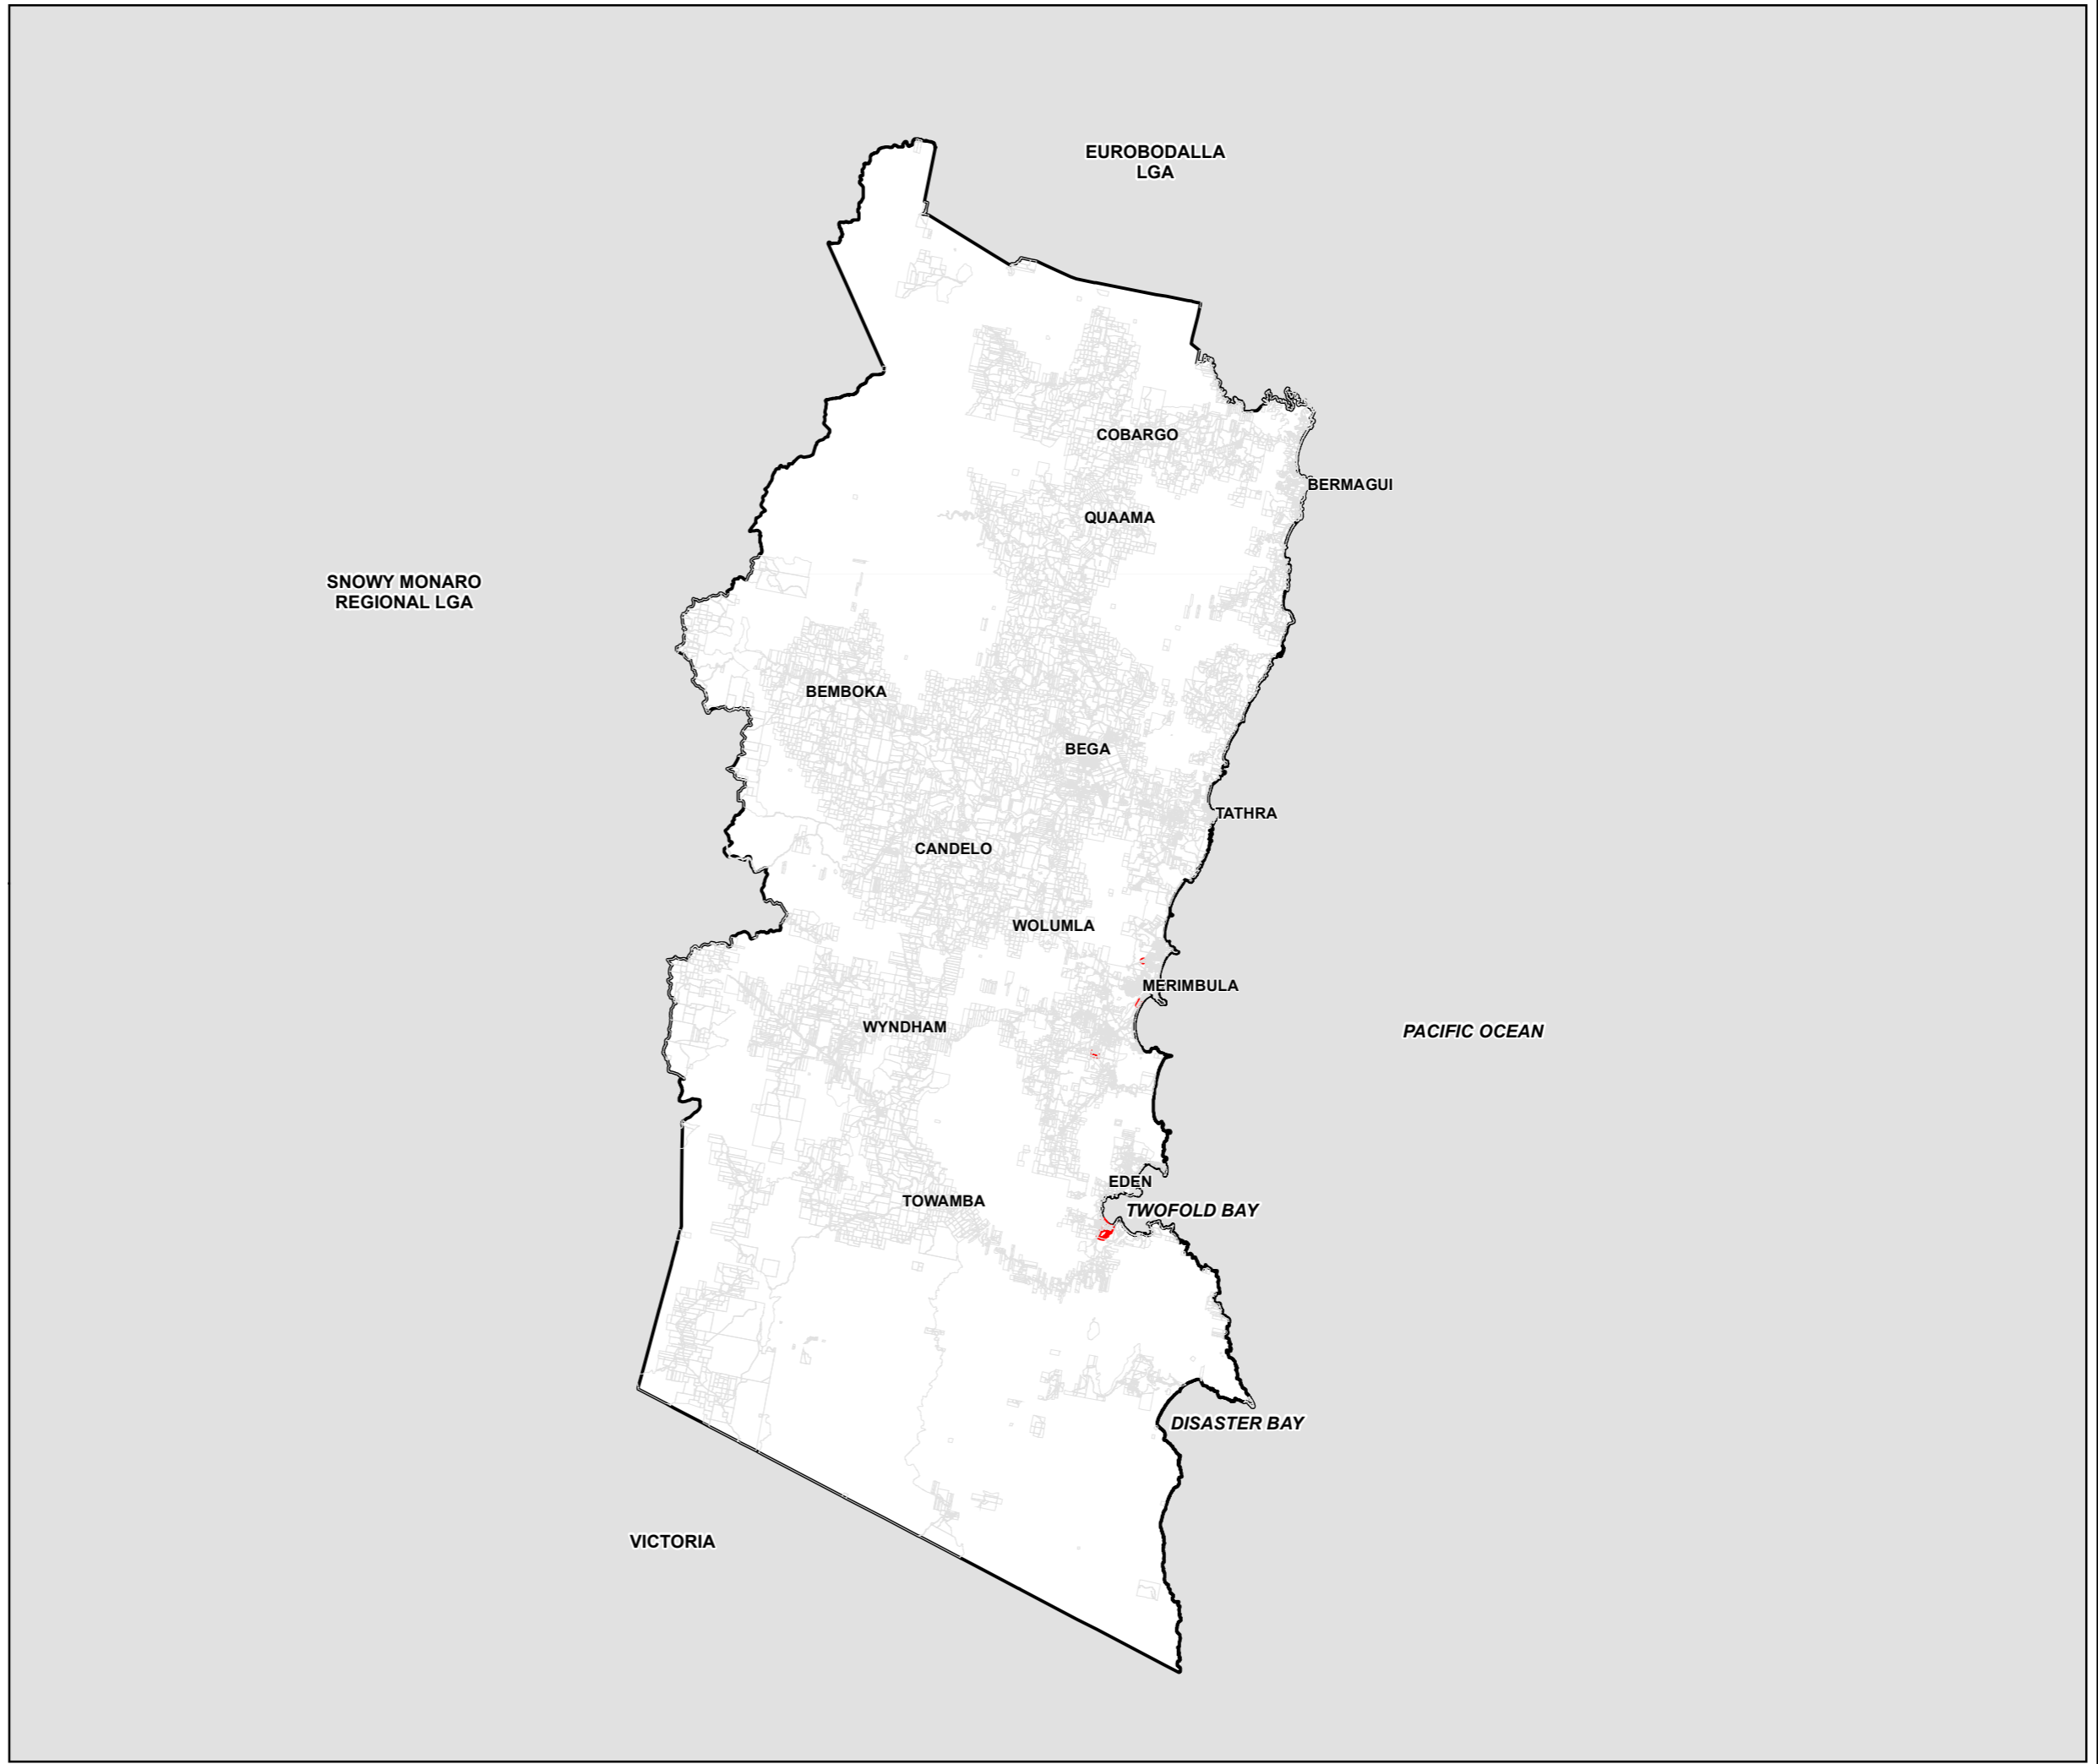 EUROBODALLA
LGA
COBARGO
BERMAGUI
QUAAMA
SNOWY MONARO
REGIONAL LGA
BEMBOKA
BEGA
TATHRA
CANDELO
WOLUMLA
MERIMBULA
WYNDHAM
PACIFIC OCEAN
EDEN
TOWAMBA
TWOFOLD BAY
DISASTER BAY
VICTORIA